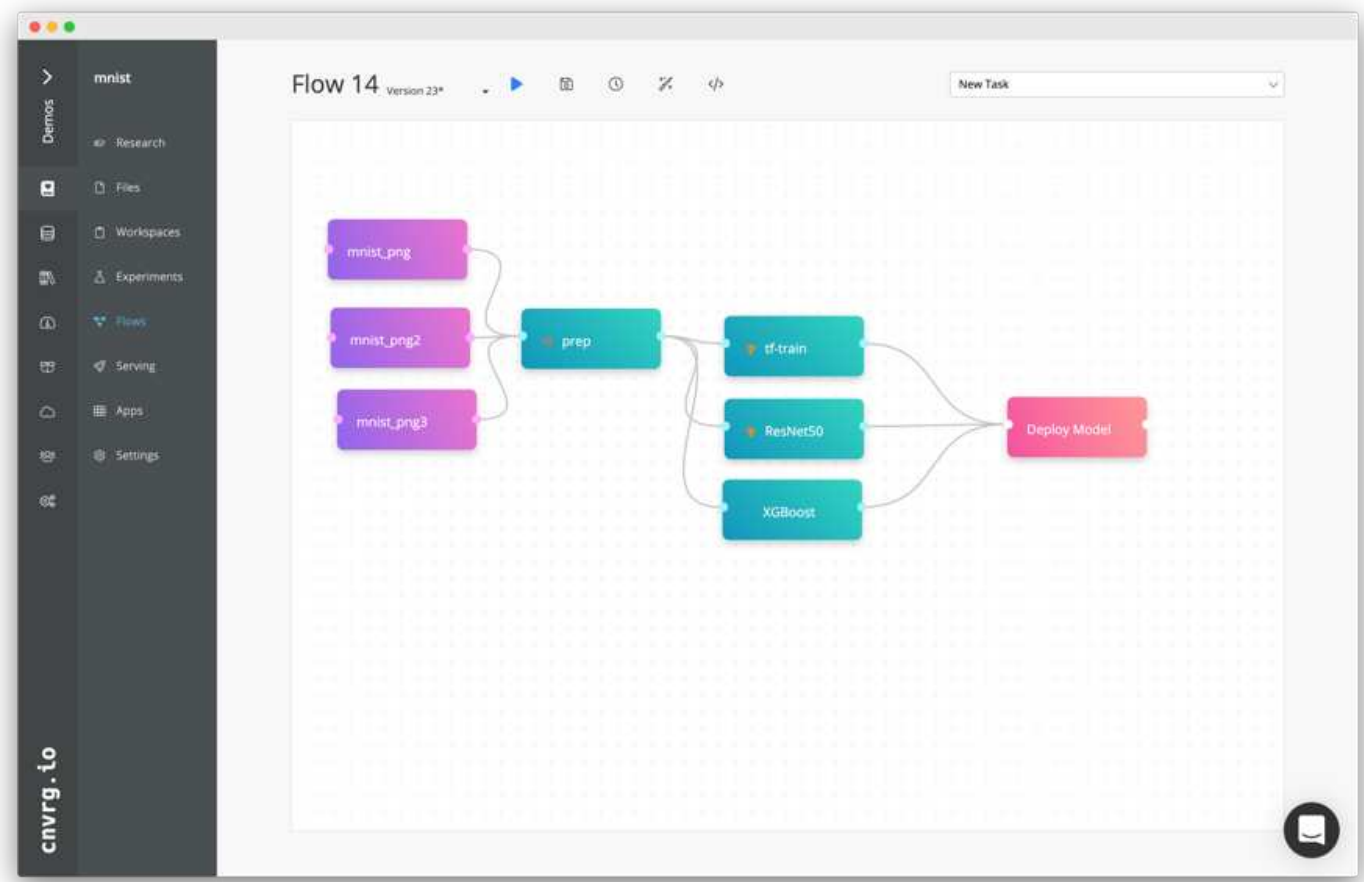 Demos
cnvrg.io
mnist
Research
Files
Workspaces
Experiments
Flows
Serving
Apps
Settings
Flow 14 Version 23*
</>
New Task
mnist_png
mnist_png2
mnist_png3
prep
tf-train
ResNet50
XGBoost
Deploy Model